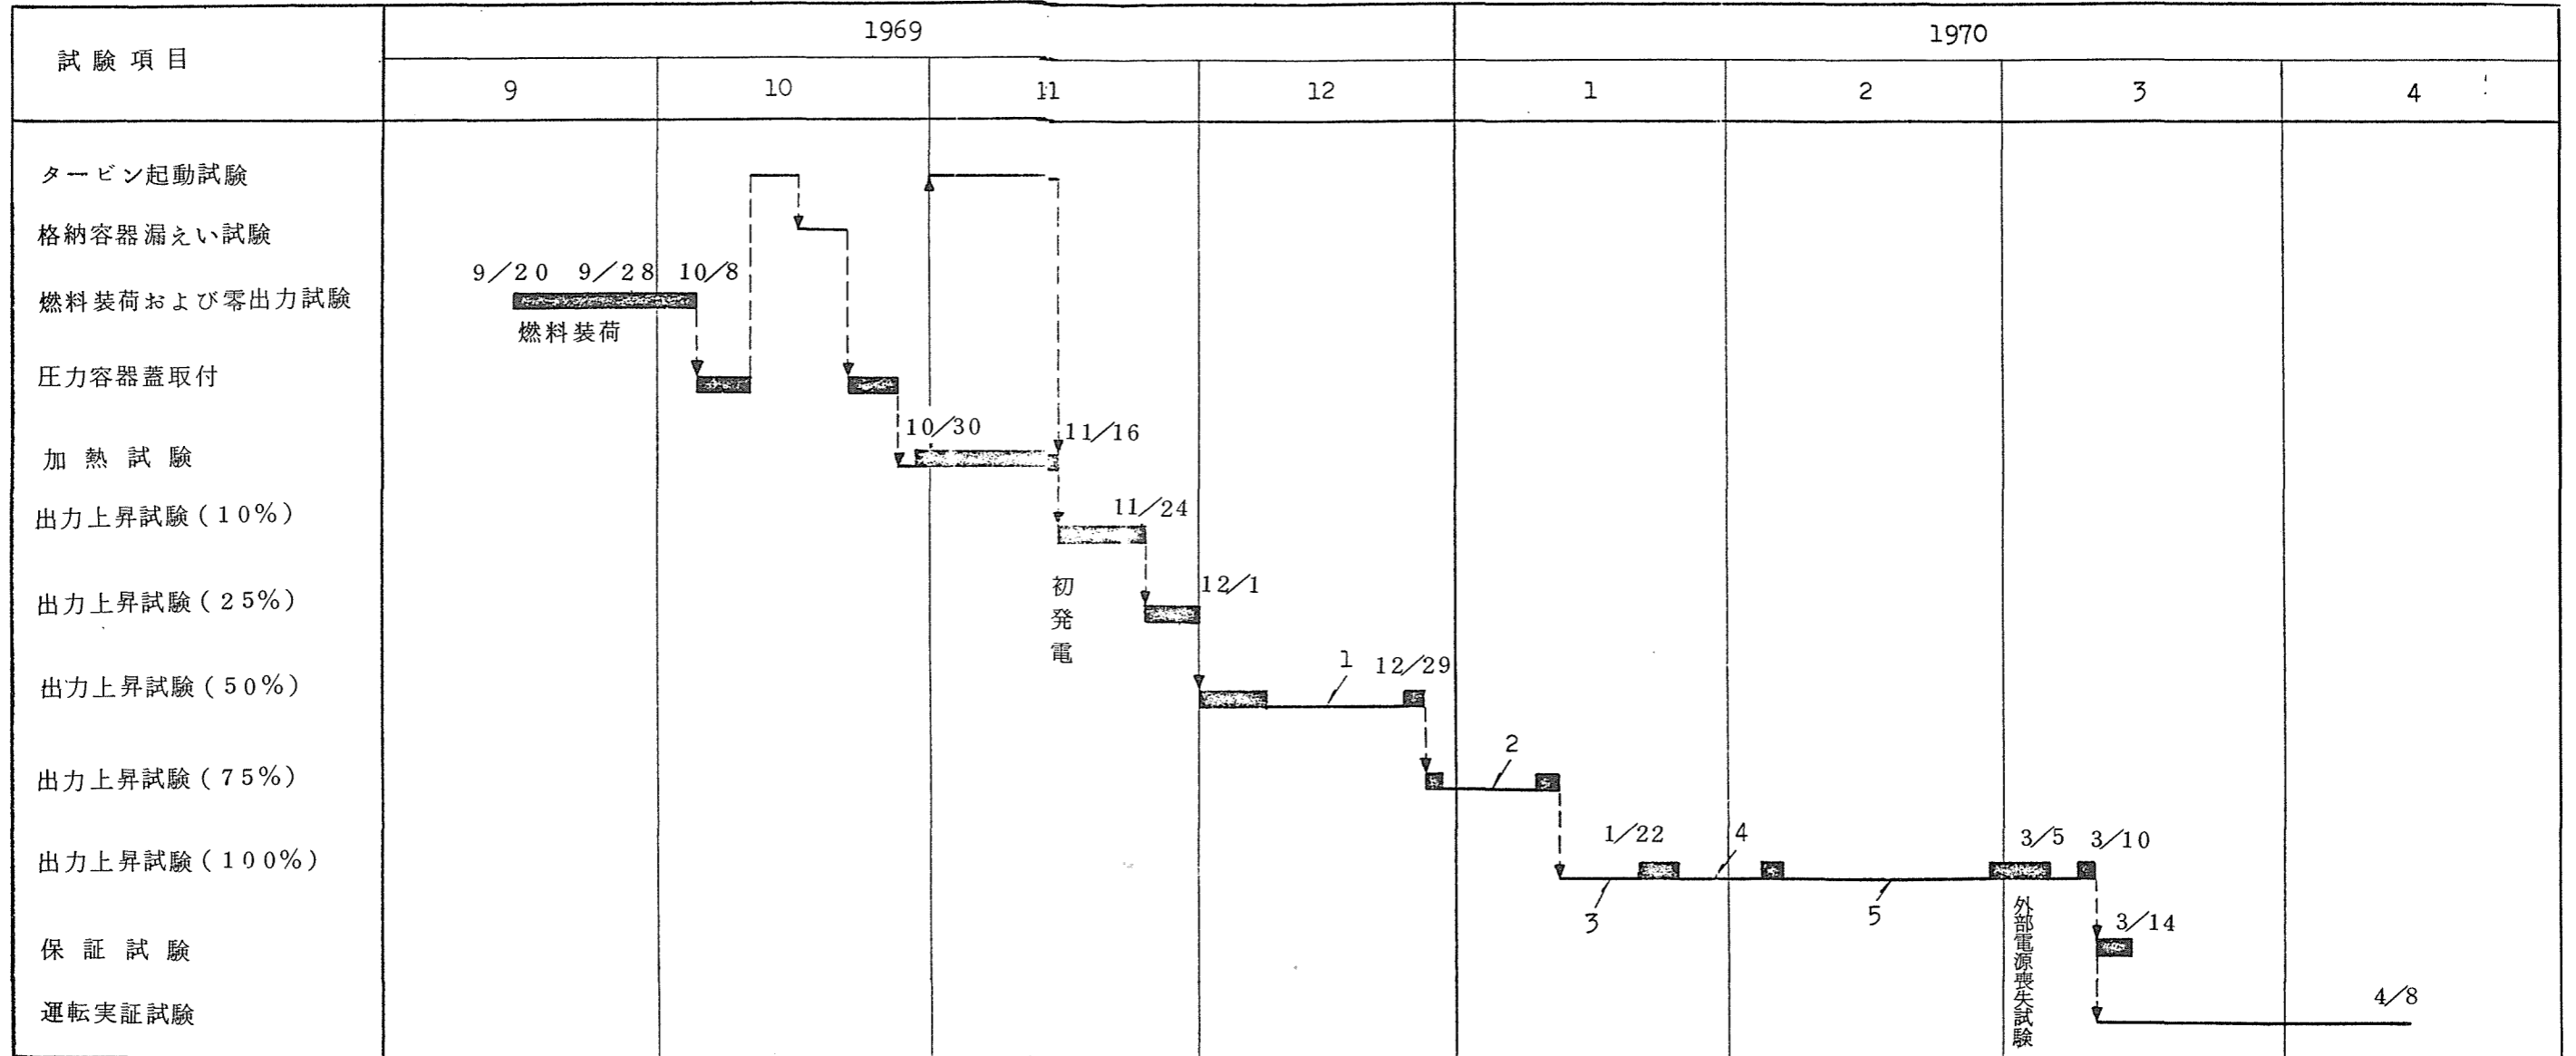 試験項目
1969
1970
9
10
11
12
1
2
3
4
タービン起動試験
格納容器漏えい試験
9/20 9/28 10/8
燃料装荷および零出力試験
燃料装荷
圧力容器蓋取付
10/30
11/16
加熱試験
11/24
出力上昇試験(10%)
初発電
12/1
出力上昇試験(25%)
1
12/29
出力上昇試験(50%)
2
出力上昇試験(75%)
1/22
4
3/5
3/10
出力上昇試験(100%)
3
5
外部電源喪失試験
3/14
保証試験
4/8
運転実証試験